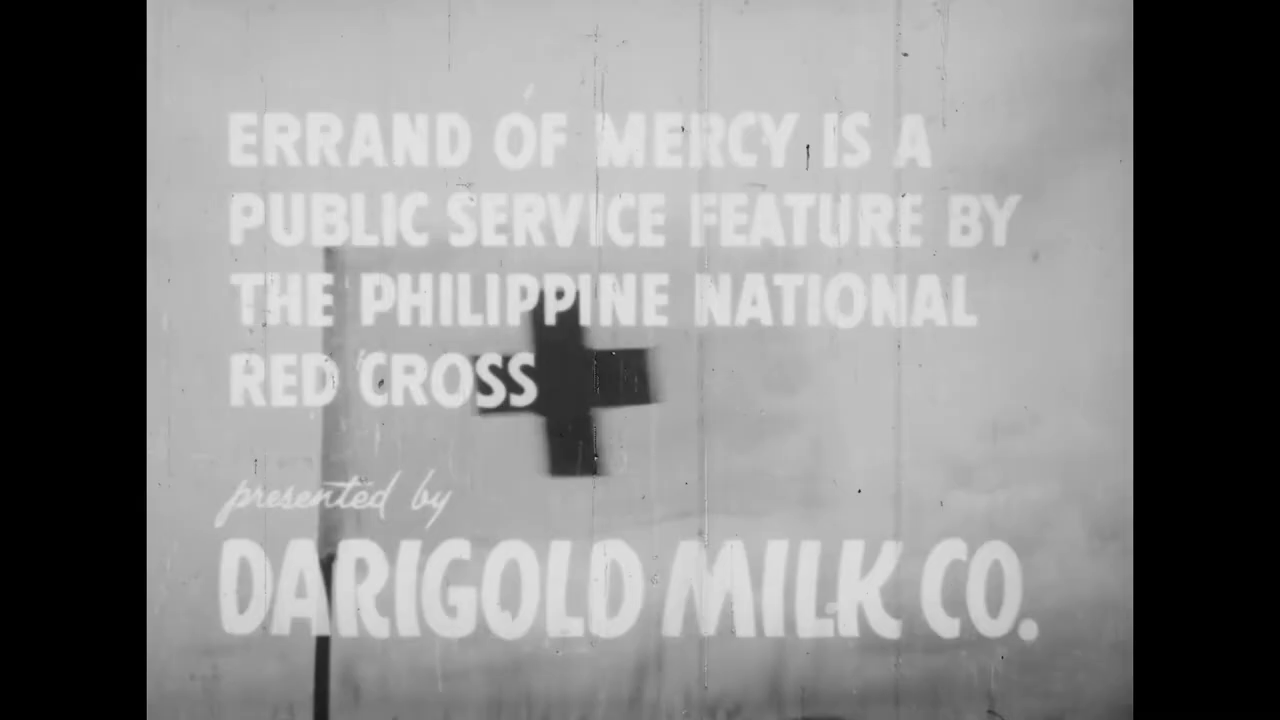 ERRAND OF MERCY IS A
PUBLIC SERVICE FEATURE BY
THE PHILIPPINE NATIONAL
RED CROSS
presented by
DARIGOLD MILK CO.